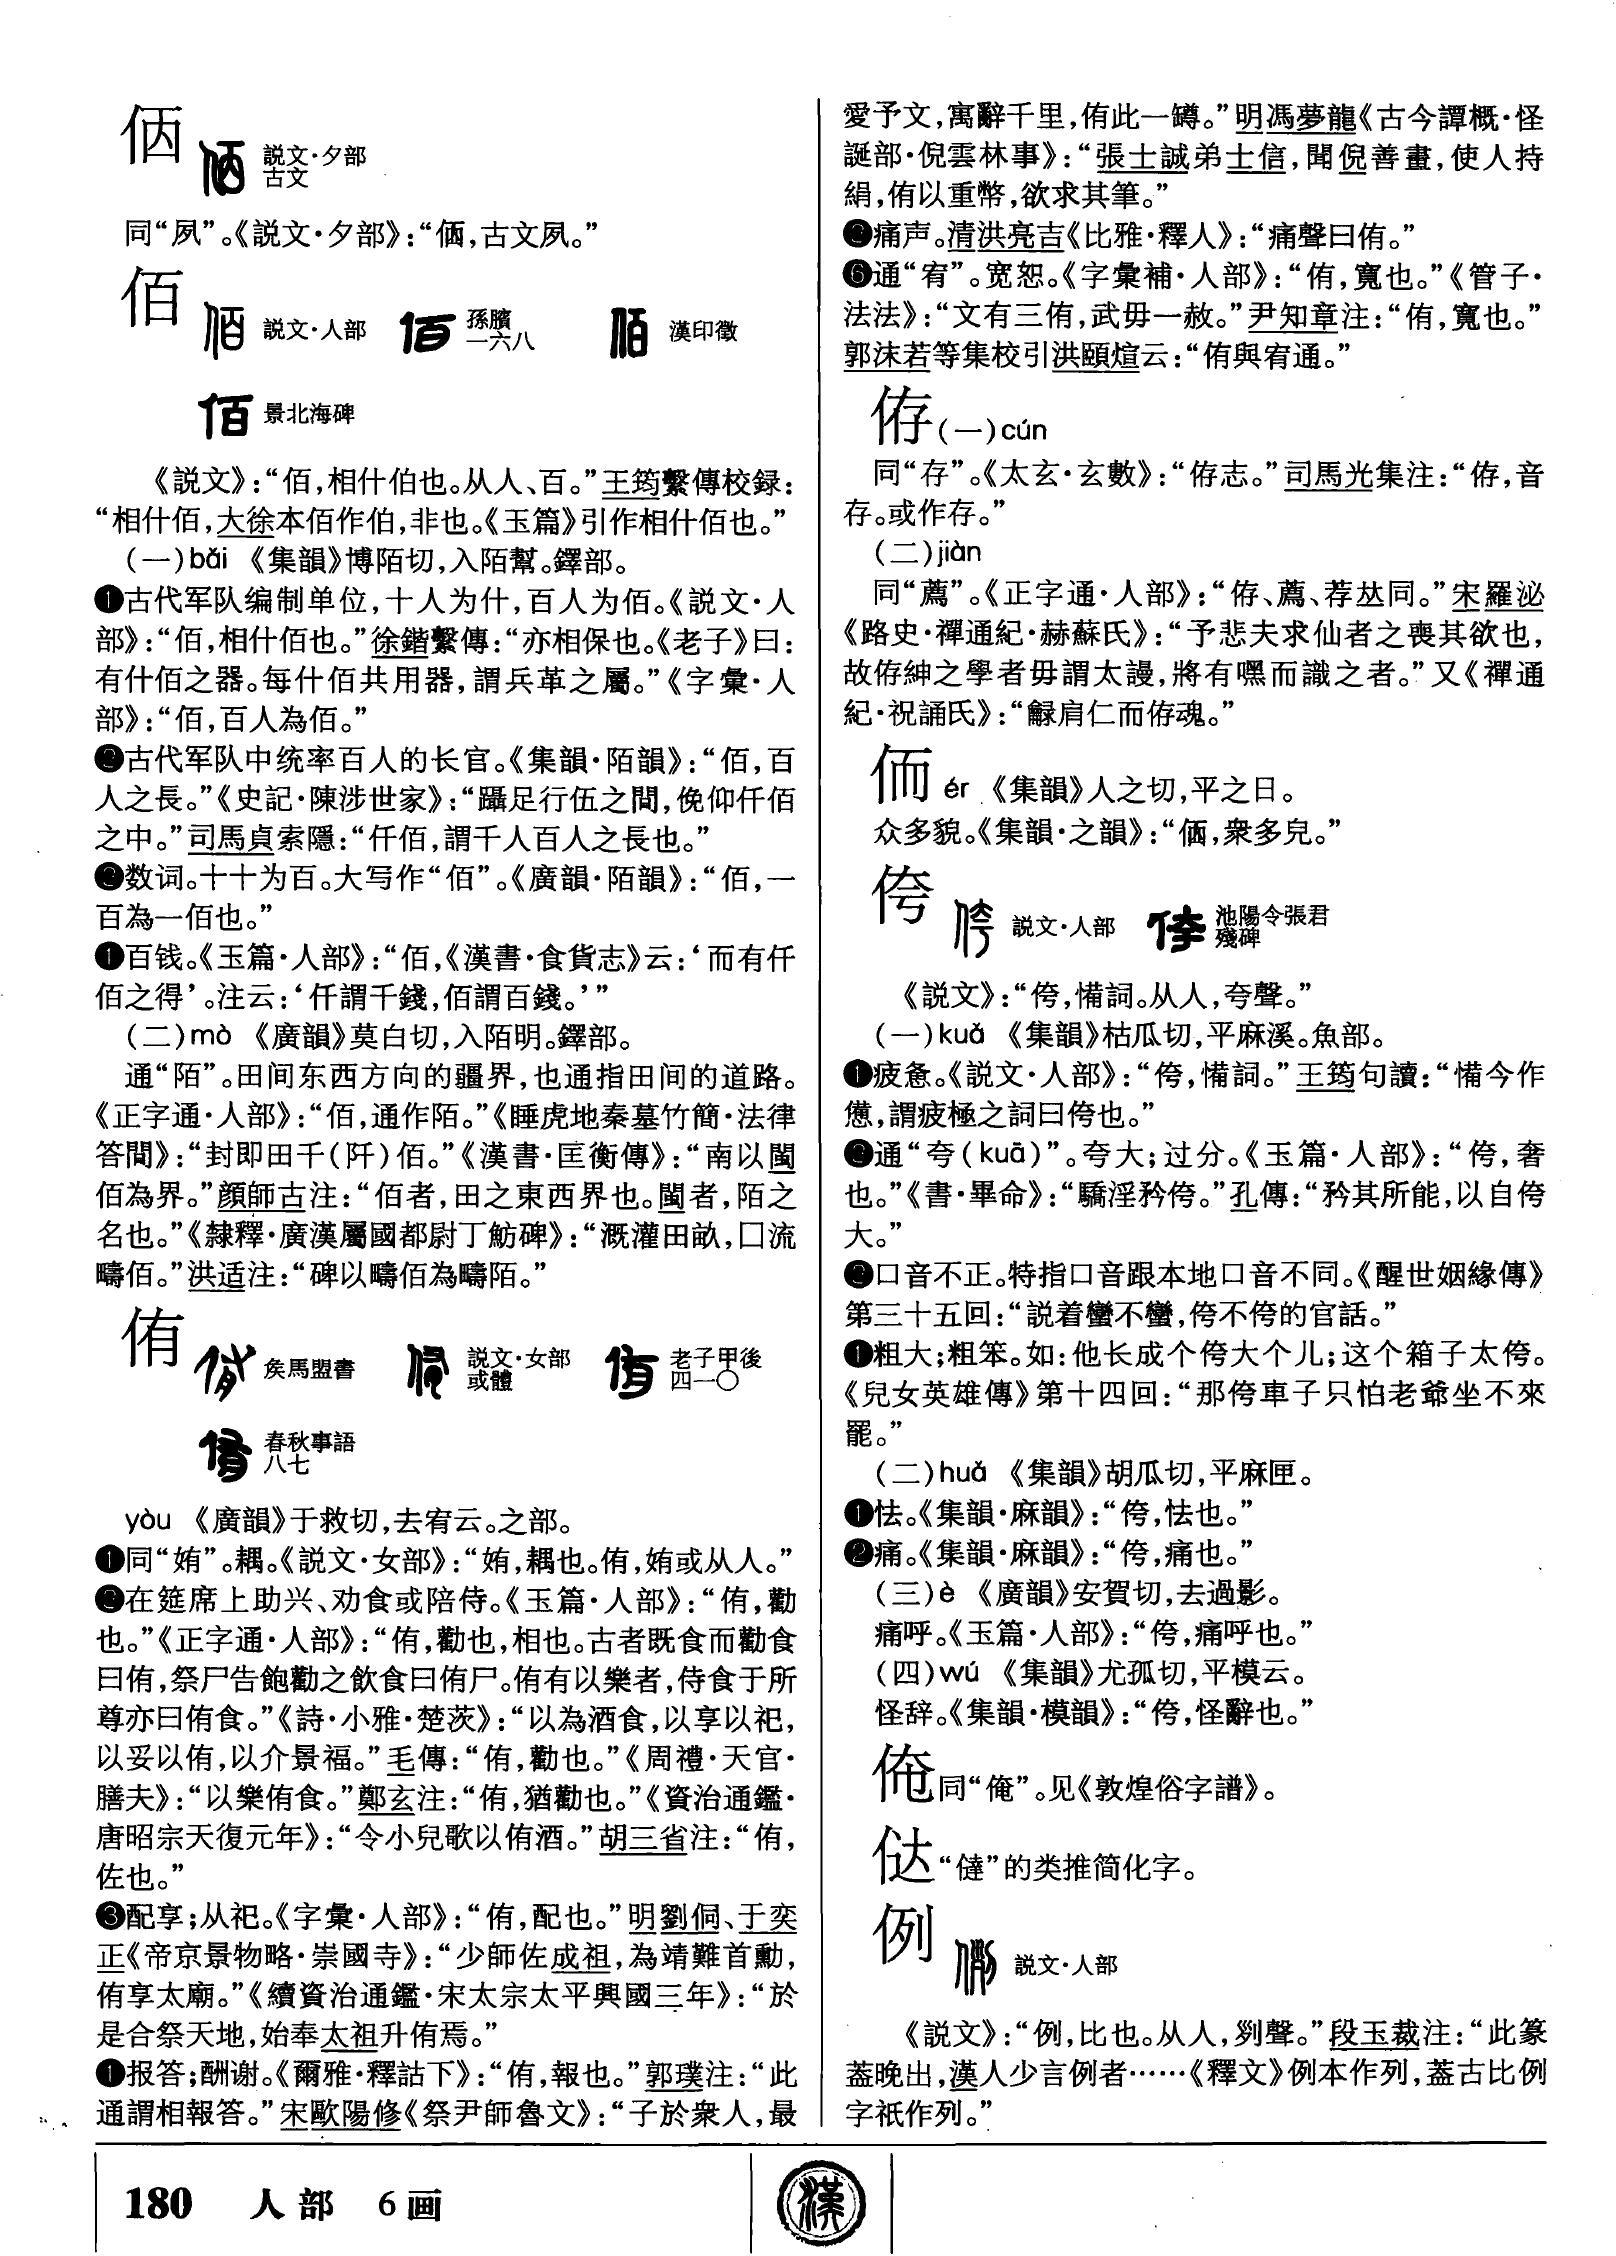 㑉
説文·夕部
古文
同“夙”。《説文·夕部》：“㑉，古文夙。”
佰
説文·人部
孫臏
一六八
漢印徵
景北海碑
《説文》：“佰，相什伯也。从人、百。”王筠繫傳校録：
“相什佰，大徐本佰作伯，非也。《玉篇》引作相什佰也。”
（一）bǎi 《集韻》博陌切，入陌幫。鐸部。
❶古代军队编制单位，十人为什，百人为佰。《説文·人
部》：“佰，相什佰也。”徐鍇繫傳：“亦相保也。《老子》曰：
有什佰之器。每什佰共用器，謂兵革之屬。”《字彙·人
部》：“佰，百人為佰。”
❷古代军队中统率百人的长官。《集韻·陌韻》：“佰，百
人之長。”《史記·陳涉世家》：“躡足行伍之間，俛仰仟佰
之中。”司馬貞索隱：“仟佰，謂千人百人之長也。”
❸数词。十十为百。大写作“佰”。《廣韻·陌韻》：“佰，一
百為一佰也。”
❶百钱。《玉篇·人部》：“佰，《漢書·食貨志》云：‘而有仟
佰之得’。注云：‘仟謂千錢，佰謂百錢。’”
（二）mò 《廣韻》莫白切，入陌明。鐸部。
通“陌”。田间东西方向的疆界，也通指田间的道路。
《正字通·人部》：“佰，通作陌。”《睡虎地秦墓竹簡·法律
答問》：“封即田千（阡）佰。”《漢書·匡衡傳》：“南以閩
佰為界。”顔師古注：“佰者，田之東西界也。閩者，陌之
名也。”《隸釋·廣漢屬國都尉丁魴碑》：“溉灌田畝，囗流
疇佰。”洪适注：“碑以疇佰為疇陌。”
侑
矦馬盟書
説文·女部
或體
老子甲後
四一〇
春秋事語
八七
yòu 《廣韻》于救切，去宥云。之部。
❶同“姷”。耦。《説文·女部》：“姷，耦也。侑，姷或从人。”
❷在筵席上助兴、劝食或陪侍。《玉篇·人部》：“侑，勸
也。”《正字通·人部》：“侑，勸也，相也。古者既食而勸食
曰侑，祭尸告飽勸之飲食曰侑尸。侑有以樂者，侍食于所
尊亦曰侑食。”《詩·小雅·楚茨》：“以為酒食，以享以祀，
以妥以侑，以介景福。”毛傳：“侑，勸也。”《周禮·天官·
膳夫》：“以樂侑食。”鄭玄注：“侑，猶勸也。”《資治通鑑·
唐昭宗天復元年》：“令小兒歌以侑酒。”胡三省注：“侑，
佐也。”
❸配享；从祀。《字彙·人部》：“侑，配也。”明劉侗、于奕
正《帝京景物略·崇國寺》：“少師佐成祖，為靖難首勳，
侑享太廟。”《續資治通鑑·宋太宗太平興國三年》：“於
是合祭天地，始奉太祖升侑焉。”
❶报答；酬谢。《爾雅·釋詁下》：“侑，報也。”郭璞注：“此
通謂相報答。”宋歐陽修《祭尹師魯文》：“子於衆人，最
愛予文，寓辭千里，侑此一罇。”明馮夢龍《古今譚概·怪
誕部·倪雲林事》：“張士誠弟士信，聞倪善畫，使人持
絹，侑以重幣，欲求其筆。”
❸痛声。清洪亮吉《比雅·釋人》：“痛聲曰侑。”
❻通“宥”。宽恕。《字彙補·人部》：“侑，寬也。”《管子·
法法》：“文有三侑，武毋一赦。”尹知章注：“侑，寬也。”
郭沫若等集校引洪頤煊云：“侑與宥通。”
侟
（一）cún
同“存”。《太玄·玄數》：“侟志。”司馬光集注：“侟，音
存。或作存。”
（二）jiàn
同“薦”。《正字通·人部》：“侟、薦、荐𠀤同。”宋羅泌
《路史·禪通紀·赫蘇氏》：“予悲夫求仙者之喪其欲也，
故侟紳之學者毋謂太謾，將有嘿而識之者。”又《禪通
紀·祝誦氏》：“鯀肩仁而侟魂。”
侕
ér 《集韻》人之切，平之日。
众多貌。《集韻·之韻》：“侕，衆多皃。”
侉
説文·人部
池陽令張君
殘碑
《説文》：“侉，㥶詞。从人，夸聲。”
（一）kuǎ 《集韻》枯瓜切，平麻溪。魚部。
❶疲惫。《説文·人部》：“侉，㥶詞。”王筠句讀：“㥶今作
憊，謂疲極之詞曰侉也。”
❷通“夸（kuā）”。夸大；过分。《玉篇·人部》：“侉，奢
也。”《書·畢命》：“驕淫矜侉。”孔傳：“矜其所能，以自侉
大。”
❸口音不正。特指口音跟本地口音不同。《醒世姻緣傳》
第三十五回：“説着蠻不蠻，侉不侉的官話。”
❶粗大；粗笨。如：他长成个侉大个儿；这个箱子太侉。
《兒女英雄傳》第十四回：“那侉車子只怕老爺坐不來
罷。”
（二）huǎ 《集韻》胡瓜切，平麻匣。
❶怯。《集韻·麻韻》：“侉，怯也。”
❷痛。《集韻·麻韻》：“侉，痛也。”
（三）è 《廣韻》安賀切，去過影。
痛呼。《玉篇·人部》：“侉，痛呼也。”
（四）wú 《集韻》尤孤切，平模云。
怪辞。《集韻·模韻》：“侉，怪辭也。”
同“俺”。见《敦煌俗字譜》。
㑀
“㒓”的类推简化字。
例
説文·人部
《説文》：“例，比也。从人，𠛱聲。”段玉裁注：“此篆
葢晚出，漢人少言例者……《釋文》例本作列，葢古比例
字衹作列。”
180 人部 6画
漢